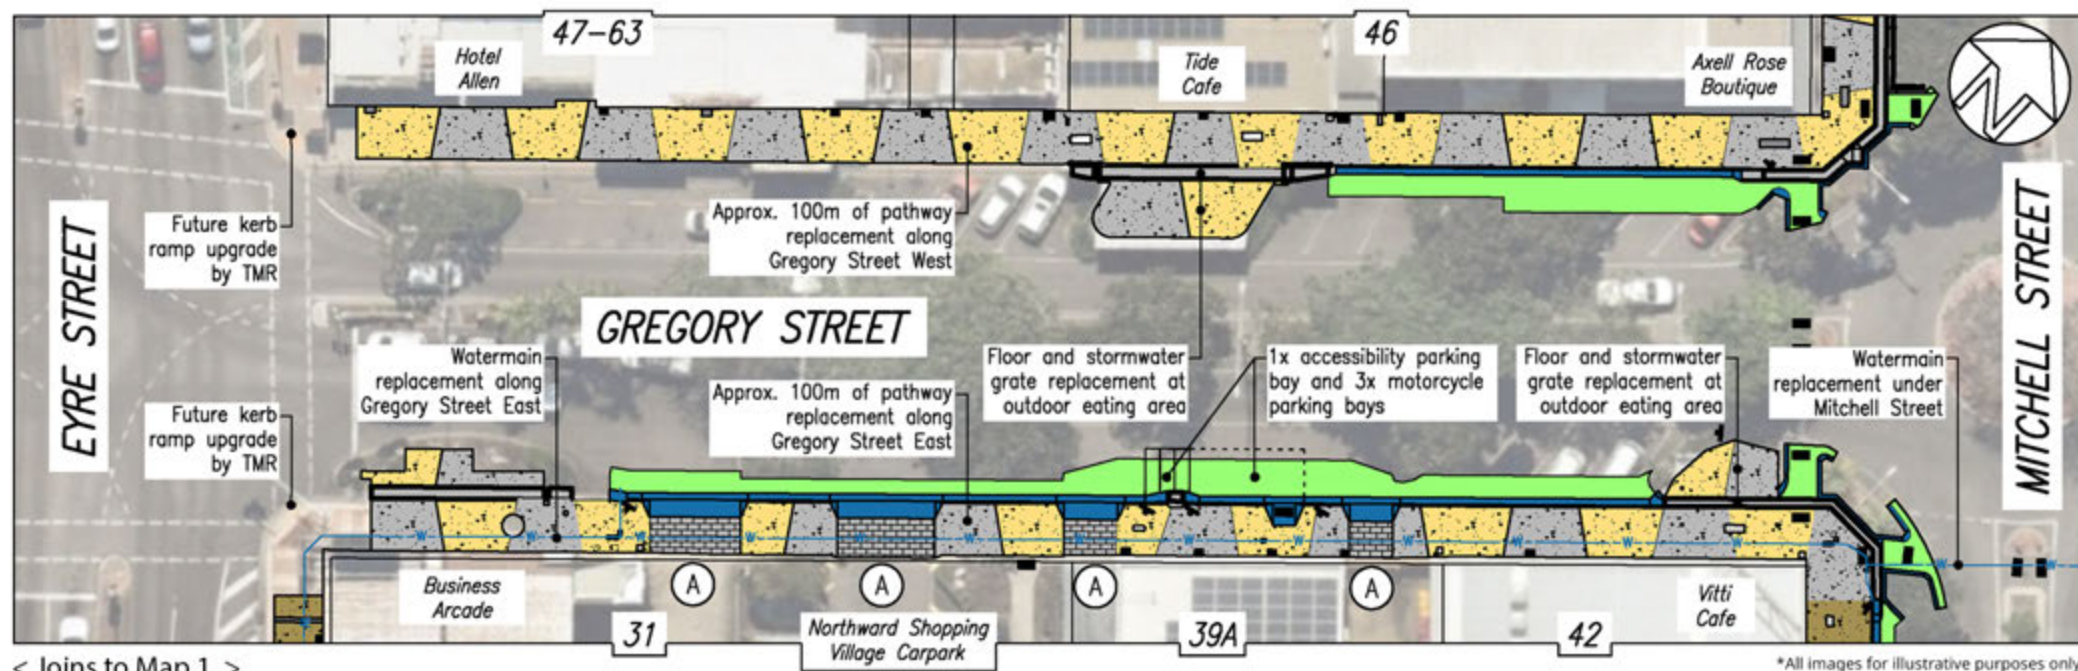 47-63
46
Hotel
Allen
Tide
Cafe
Axell Rose
Boutique
N
EYRE STREET
Future kerb
ramp upgrade
by TMR
Approx. 100m of pathway
replacement along
Gregory Street West
MITCHELL STREET
GREGORY STREET
Watermain
replacement along
Gregory Street East
Floor and stormwater
grate replacement at
outdoor eating area
1x accessibility parking
bay and 3x motorcycle
parking bays
Floor and stormwater
grate replacement at
outdoor eating area
Watermain
replacement under
Mitchell Street
Approx. 100m of pathway
replacement along
Gregory Street East
Future kerb
ramp upgrade
by TMR
W W W W W W W W W W W W W W W W
Business
Arcade
A
A
A
A
Vitti
Cafe
31
Northward Shopping
Village Carpark
39A
42
< Joins to Map 1 >
*All images for illustrative purposes only